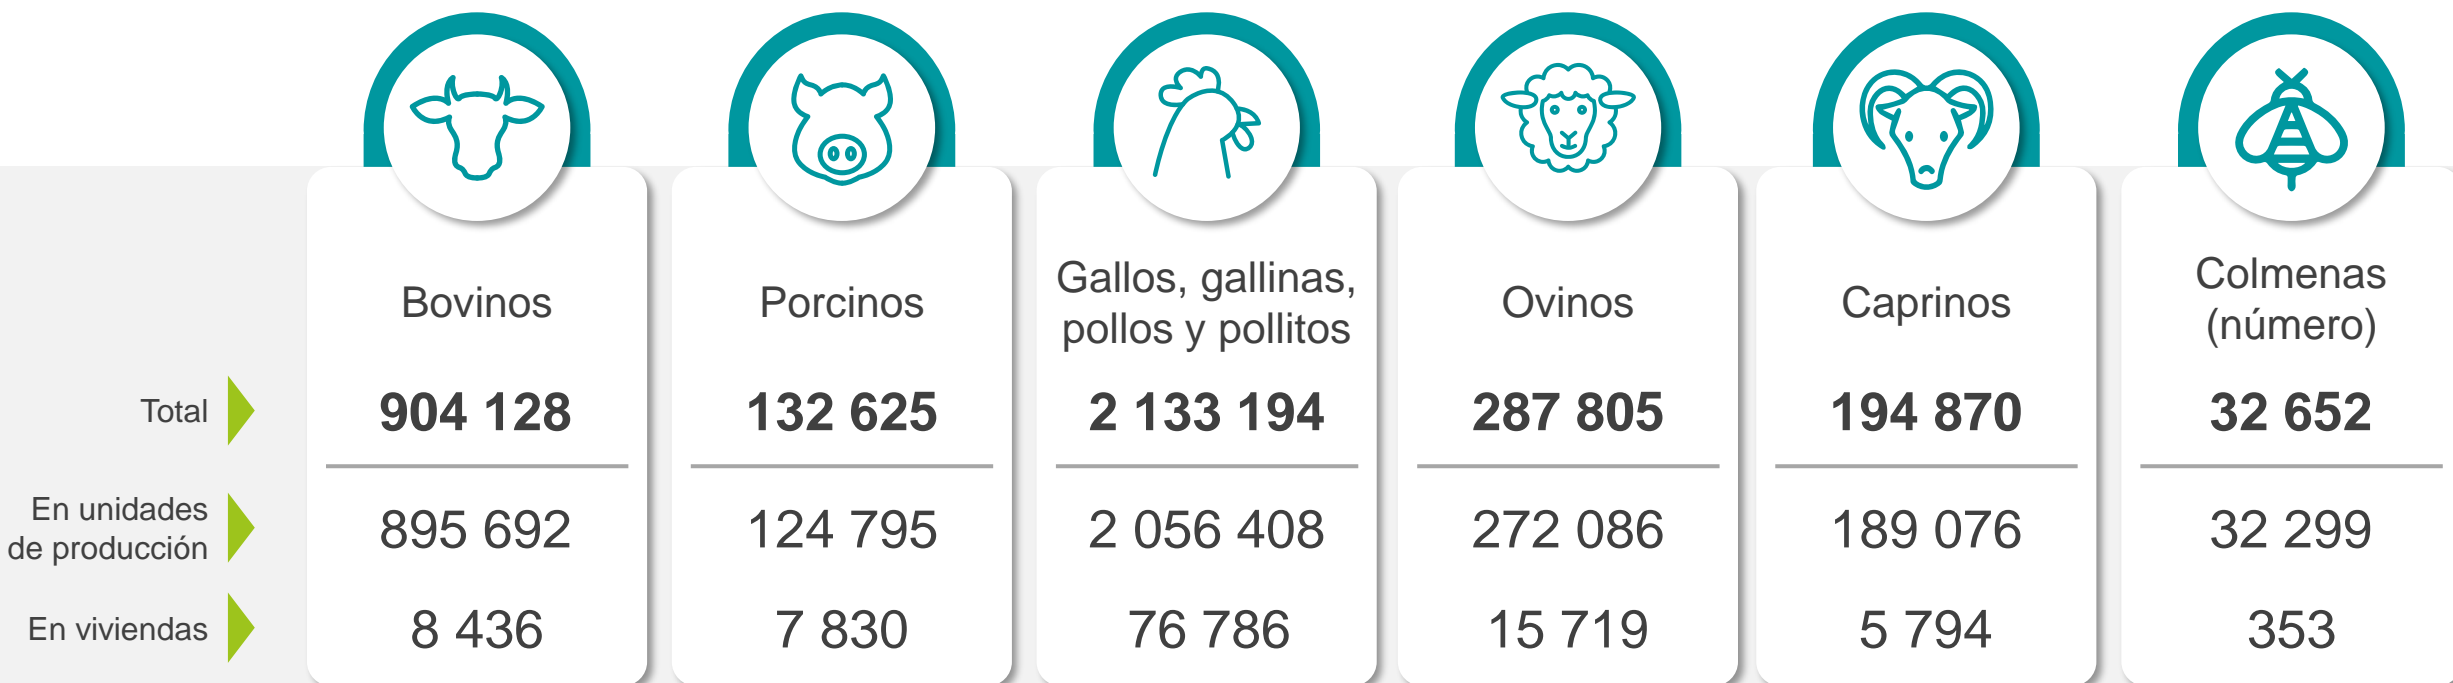 Bovinos
Porcinos
Gallos, gallinas,
pollos y pollitos
Ovinos
Caprinos
Colmenas
(número)
Total
904 128
132 625
2 133 194
287 805
194 870
32 652
En unidades
de producción
895 692
124 795
2 056 408
272 086
189 076
32 299
En viviendas
8 436
7 830
76 786
15 719
5 794
353